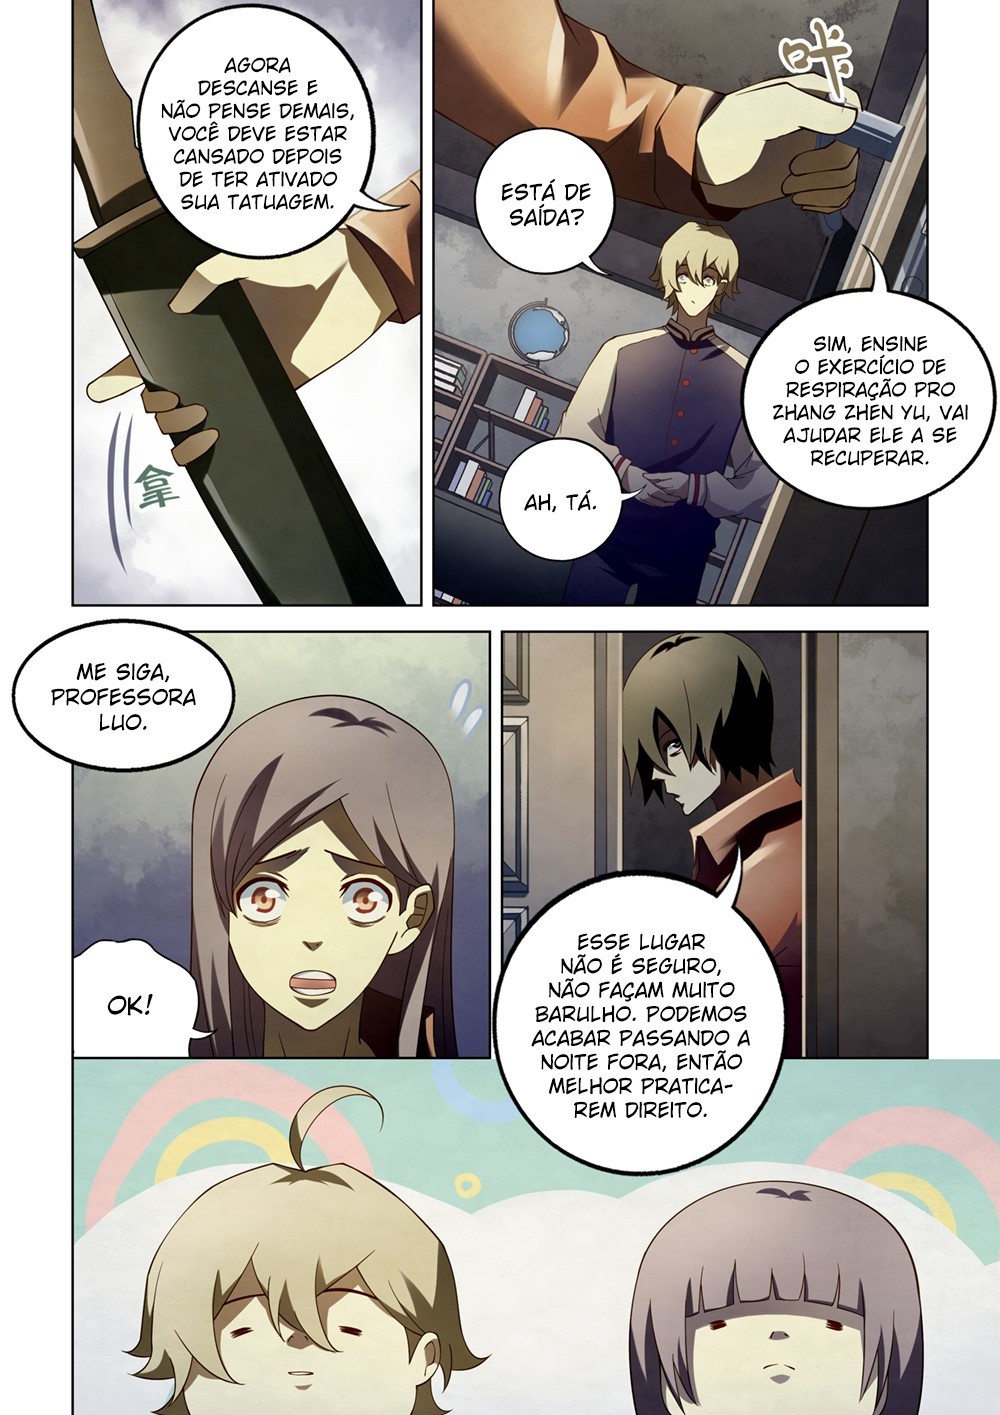 AGORA
DESCANSE E
NÃO PENSE DEMAIS,
VOCÊ DEVE ESTAR
CANSADO DEPOIS
DE TER ATIVADO
SUA TATUAGEM.
拿
咔
ESTÁ DE
SAÍDA?
SIM, ENSINE
O EXERCÍCIO DE
RESPIRAÇÃO PRO
ZHANG ZHEN YU, VAI
AJUDAR ELE A SE
RECUPERAR.
AH, TÁ.
ME SIGA,
PROFESSORA
LUO.
OK!
ESSE LUGAR
NÃO É SEGURO,
NÃO FAÇAM MUITO
BARULHO. PODEMOS
ACABAR PASSANDO A
NOITE FORA, ENTÃO
MELHOR PRATICA-
REM DIREITO.